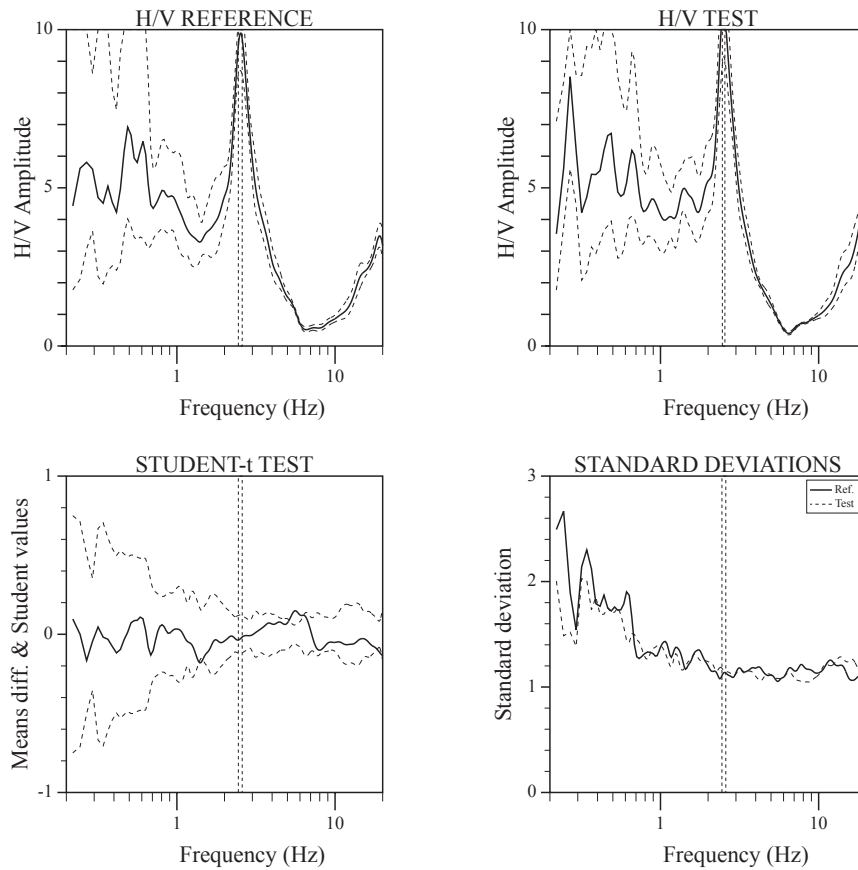 H/V REFERENCE
10
5
0
H/V Amplitude
1
10
Frequency (Hz)
H/V TEST
10
5
0
H/V Amplitude
1
10
Frequency (Hz)
STUDENT-t TEST
1
0
-1
Means diff. & Student values
1
10
Frequency (Hz)
STANDARD DEVIATIONS
3
2
1
0
Standard deviation
Ref.
Test
1
10
Frequency (Hz)